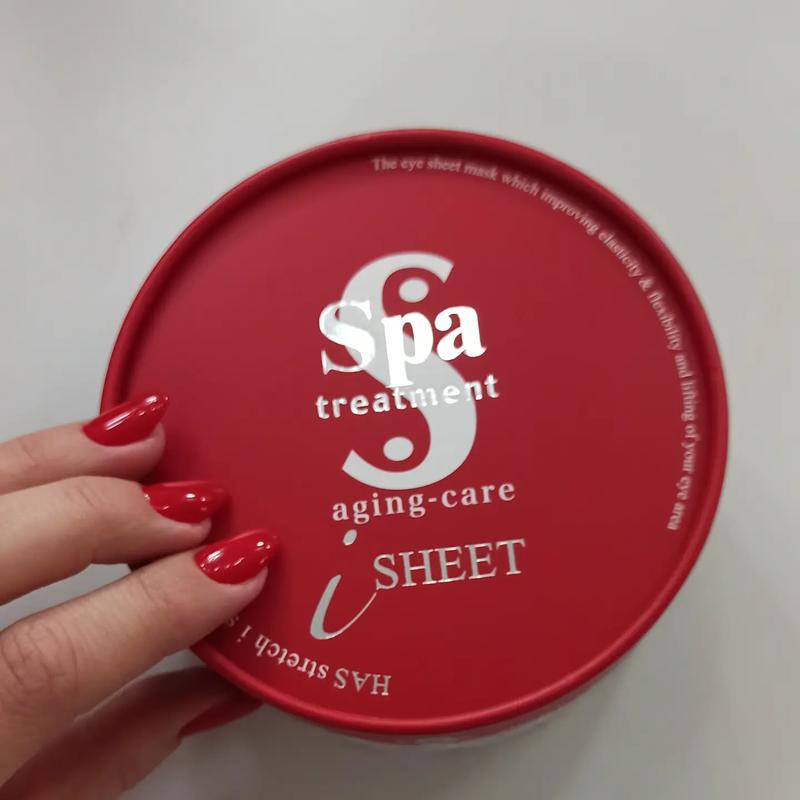 The eye sheet mask which improving elasticity & flexibility and lifting of your eye area
Spa
treatment
aging-care
i SHEET
HAS stretch i